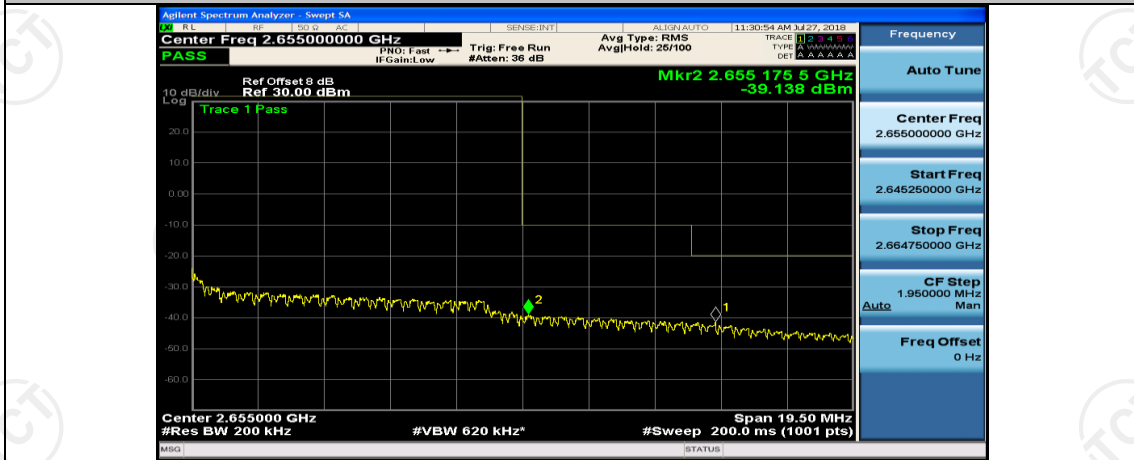 Agilent Spectrum Analyzer - Swept SA
LXI RL RF 50 Ω AC SENSE:INT ALIGN AUTO 11:30:54 AM Jul 27, 2018
Center Freq 2.655000000 GHz
PASS
PNO: Fast
IFGain:Low
Trig: Free Run
#Atten: 36 dB
Avg Type: RMS
Avg|Hold: 25/100
TRACE 1 2 3 4 5 6
TYPE A WWWWW
DET A A A A A A
Ref Offset 8 dB
10 dB/div Ref 30.00 dBm
Log
Mkr2 2.655 175 5 GHz
-39.138 dBm
Trace 1 Pass
20.0
10.0
0.00
-10.0
-20.0
-30.0
-40.0
-50.0
-60.0
2
1
Center 2.655000 GHz Span 19.50 MHz
#Res BW 200 kHz #VBW 620 kHz* #Sweep 200.0 ms (1001 pts)
MSG STATUS
Frequency
Auto Tune
Center Freq
2.655000000 GHz
Start Freq
2.645250000 GHz
Stop Freq
2.664750000 GHz
CF Step
1.950000 MHz
Auto Man
Freq Offset
0 Hz
TCT
TCT
TCT
TCT